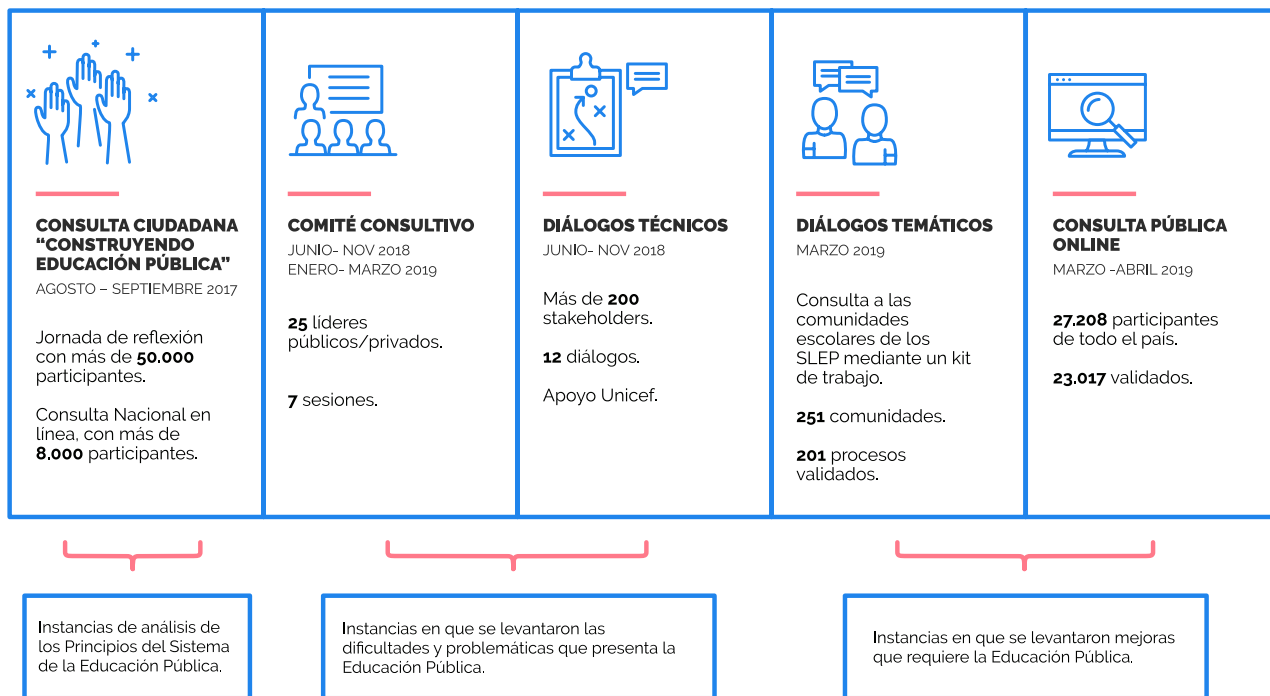 CONSULTA CIUDADANA
“CONSTRUYENDO
EDUCACIÓN PÚBLICA”
AGOSTO – SEPTIEMBRE 2017
Jornada de reflexión
con más de 50.000
participantes.
Consulta Nacional en
línea, con más de
8.000 participantes.
COMITÉ CONSULTIVO
JUNIO- NOV 2018
ENERO- MARZO 2019
25 líderes
públicos/privados.
7 sesiones.
DIÁLOGOS TÉCNICOS
JUNIO- NOV 2018
Más de 200
stakeholders.
12 diálogos.
Apoyo Unicef.
DIÁLOGOS TEMÁTICOS
MARZO 2019
Consulta a las
comunidades
escolares de los
SLEP mediante un kit
de trabajo.
251 comunidades.
201 procesos
validados.
CONSULTA PÚBLICA
ONLINE
MARZO -ABRIL 2019
27.208 participantes
de todo el país.
23.017 validados.
Instancias de análisis de
los Principios del Sistema
de la Educación Pública.
Instancias en que se levantaron las
dificultades y problemáticas que presenta la
Educación Pública.
Instancias en que se levantaron mejoras
que requiere la Educación Pública.